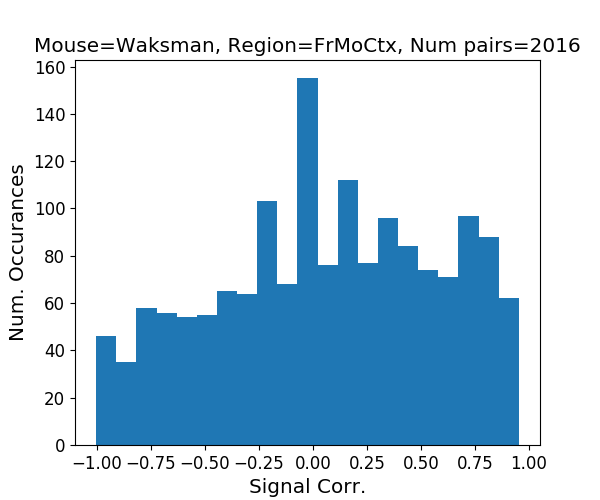 Mouse=Waksman, Region=FrMoCtx, Num pairs=2016
160
140
120
100
80
60
40
20
0
Num. Occurances
−1.00 −0.75 −0.50 −0.25 0.00 0.25 0.50 0.75 1.00
Signal Corr.